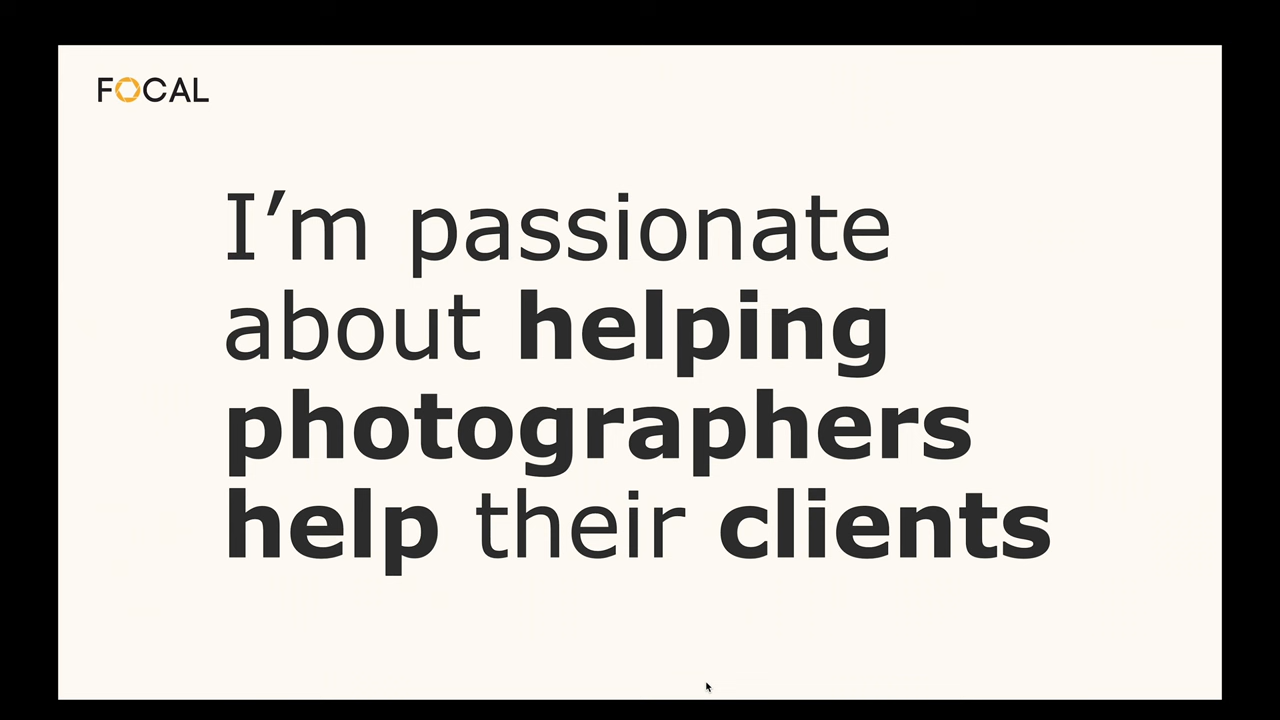 FOCAL
I’m passionate
about helping
photographers
help their clients